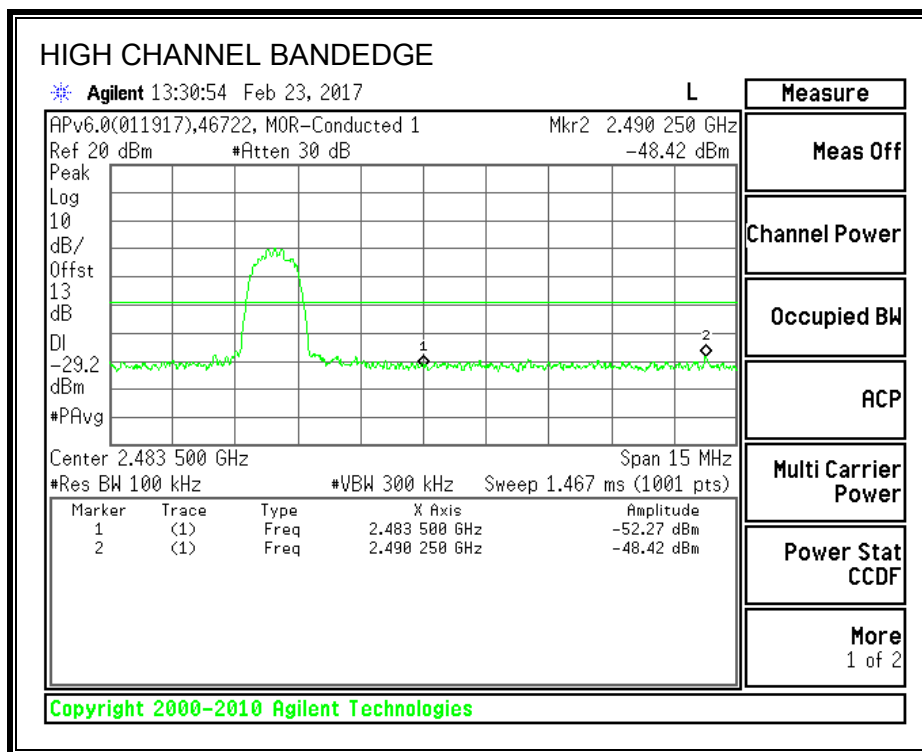 HIGH CHANNEL BANDEDGE
Agilent 13:30:54 Feb 23, 2017 L
APv6.0(011917),46722, MOR-Conducted 1 Mkr2 2.490 250 GHz
Ref 20 dBm #Atten 30 dB -48.42 dBm
Peak
Log
10
dB/
Offst
13
dB
DI
-29.2
dBm
#PAvg
1
2
Center 2.483 500 GHz Span 15 MHz
#Res BW 100 kHz #VBW 300 kHz Sweep 1.467 ms (1001 pts)
Marker Trace Type X Axis Amplitude
1 (1) Freq 2.483 500 GHz -52.27 dBm
2 (1) Freq 2.490 250 GHz -48.42 dBm
Measure
Meas Off
Channel Power
Occupied BW
ACP
Multi Carrier
Power
Power Stat
CCDF
More
1 of 2
Copyright 2000-2010 Agilent Technologies